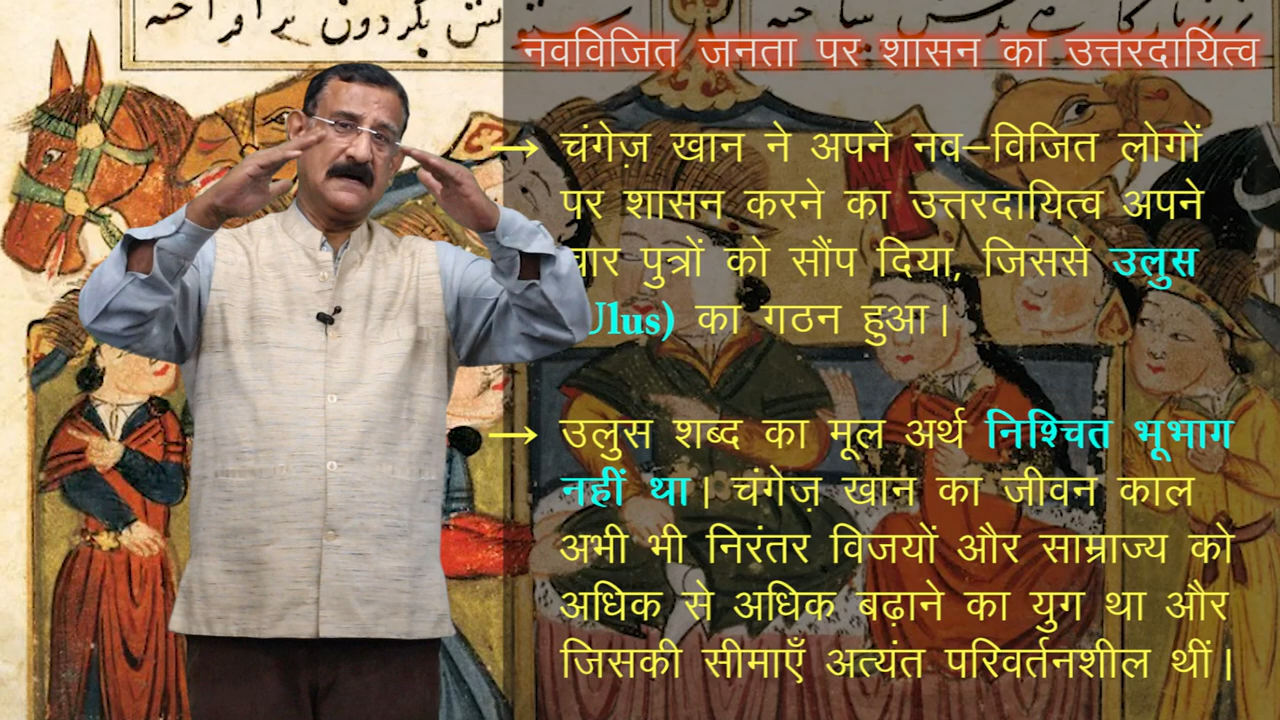 نویجیت
नवविजित जनता पर शासन का उत्तरदायित्व
→ चंगेज़ खान ने अपने नव–विजित लोगों
पर शासन करने का उत्तरदायित्व अपने
पुत्रों को सौंप दिया, जिससे उलुस
का गठन हुआ।
→ उलुस शब्द का मूल अर्थ निश्चित भूभाग
नहीं था। चंगेज़ खान का जीवन काल
अभी भी निरंतर विजयों और साम्राज्य को
अधिक से अधिक बढ़ाने का युग था और
जिसकी सीमाएँ अत्यंत परिवर्तनशील थीं।